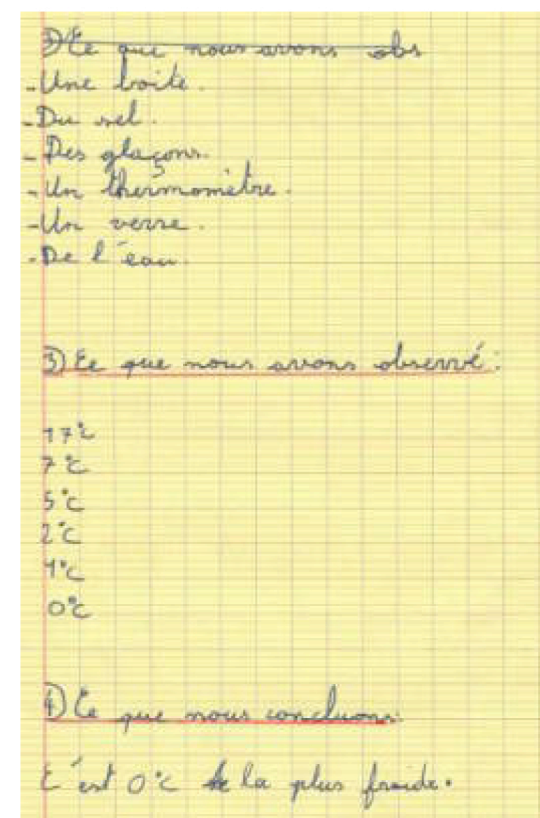 3) Ce que nous avons obs
- Une boite.
- Du sel.
- Des glaçons.
- Un thermomètre.
- Un verre.
- De l'eau.
3) Ce que nous avons observé :
17°C
7°C
5°C
2°C
1°C
0°C
4) Ce que nous concluons:
C'est 0°C la plus froide.